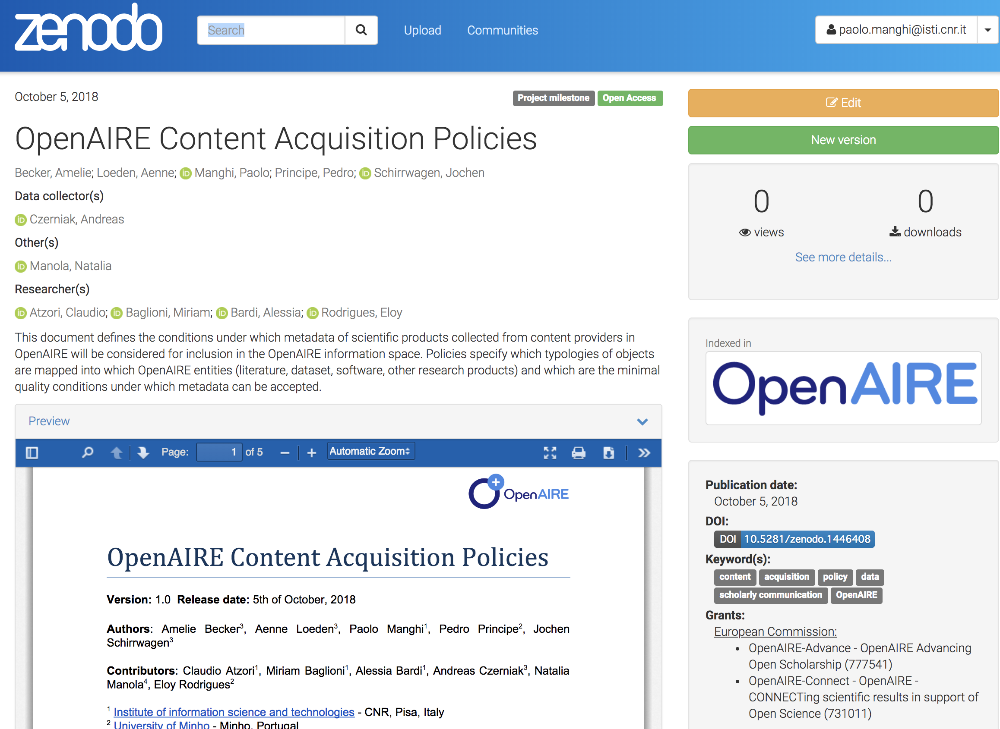 zenodo
Search
Upload
Communities
paolo.manghi@isti.cnr.it
October 5, 2018
Project milestone
Open Access
OpenAIRE Content Acquisition Policies
Becker, Amelie; Loeden, Aenne; iD Manghi, Paolo; Principe, Pedro; iD Schirrwagen, Jochen
Data collector(s)
iD Czerniak, Andreas
Other(s)
iD Manola, Natalia
Researcher(s)
iD Atzori, Claudio; iD Baglioni, Miriam; iD Bardi, Alessia; iD Rodrigues, Eloy
This document defines the conditions under which metadata of scientific products collected from content providers in
OpenAIRE will be considered for inclusion in the OpenAIRE information space. Policies specify which typologies of objects
are mapped into which OpenAIRE entities (literature, dataset, software, other research products) and which are the minimal
quality conditions under which metadata can be accepted.
Preview
Page: 1 of 5
Automatic Zoom
OpenAIRE
OpenAIRE Content Acquisition Policies
Version: 1.0 Release date: 5th of October, 2018
Authors: Amelie Becker³, Aenne Loeden³, Paolo Manghi¹, Pedro Principe², Jochen
Schirrwagen³
Contributors: Claudio Atzori¹, Miriam Baglioni¹, Alessia Bardi¹, Andreas Czerniak³, Natalia
Manola⁴, Eloy Rodrigues²
¹ Institute of information science and technologies - CNR, Pisa, Italy
² University of Minho - Minho, Portugal
Edit
New version
0
views
0
downloads
See more details...
Indexed in
OpenAIRE
Publication date:
October 5, 2018
DOI:
DOI 10.5281/zenodo.1446408
Keyword(s):
content acquisition policy data
scholarly communication OpenAIRE
Grants:
European Commission:
• OpenAIRE-Advance - OpenAIRE Advancing
Open Scholarship (777541)
• OpenAIRE-Connect - OpenAIRE -
CONNECTing scientific results in support of
Open Science (731011)